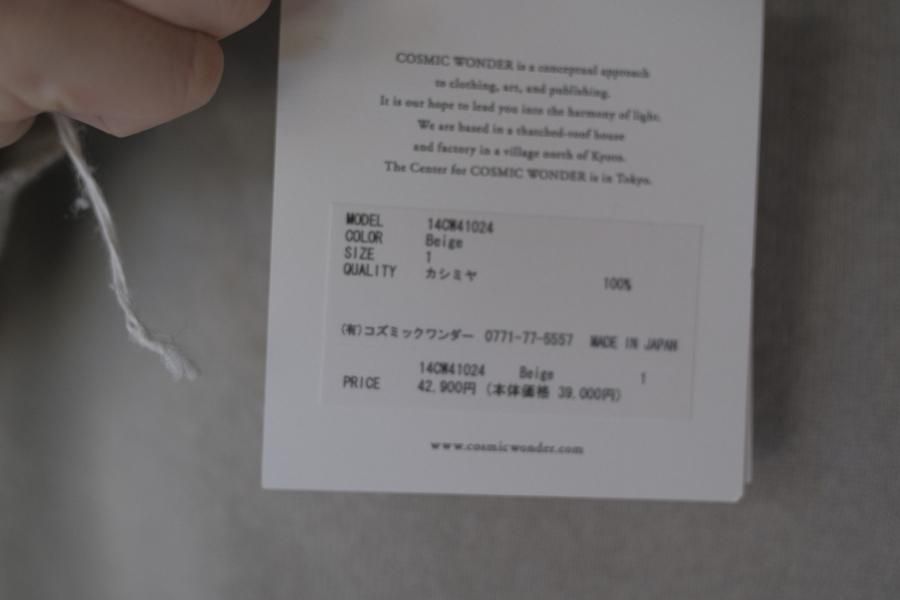 COSMIC WONDER is a conceptual approach
to clothing, art, and publishing.
It is our hope to lead you into the harmony of light.
We are based in a thatched-roof house
and factory in a village north of Kyoto.
The Center for COSMIC WONDER is in Tokyo.
MODEL 14CW41024
COLOR Beige
SIZE 1
QUALITY カシミヤ 100%
(有)コズミックワンダー 0771-77-5557 MADE IN JAPAN
14CW41024 Beige 1
PRICE 42,900円 (本体価格 39,000円)
www.cosmicwonder.com